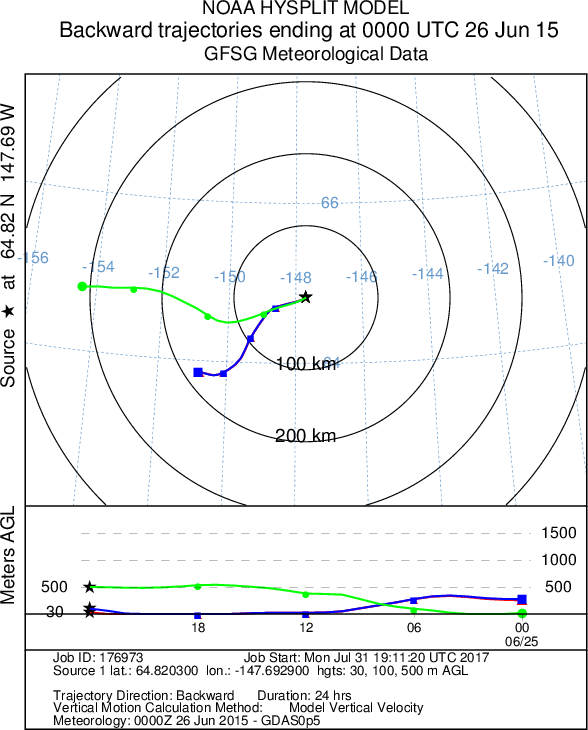 NOAA HYSPLIT MODEL
Backward trajectories ending at 0000 UTC 26 Jun 15
GFSG Meteorological Data
Source ★ at 64.82 N 147.69 W
66
-156
-154
-152
-150
-148
-146
-144
-142
-140
64
100 km
200 km
Meters AGL
1500
1000
500
500
30
18
12
06
00
06/25
Job ID: 176973 Job Start: Mon Jul 31 19:11:20 UTC 2017
Source 1 lat.: 64.820300 lon.: -147.692900 hgts: 30, 100, 500 m AGL
Trajectory Direction: Backward Duration: 24 hrs
Vertical Motion Calculation Method: Model Vertical Velocity
Meteorology: 0000Z 26 Jun 2015 - GDAS0p5